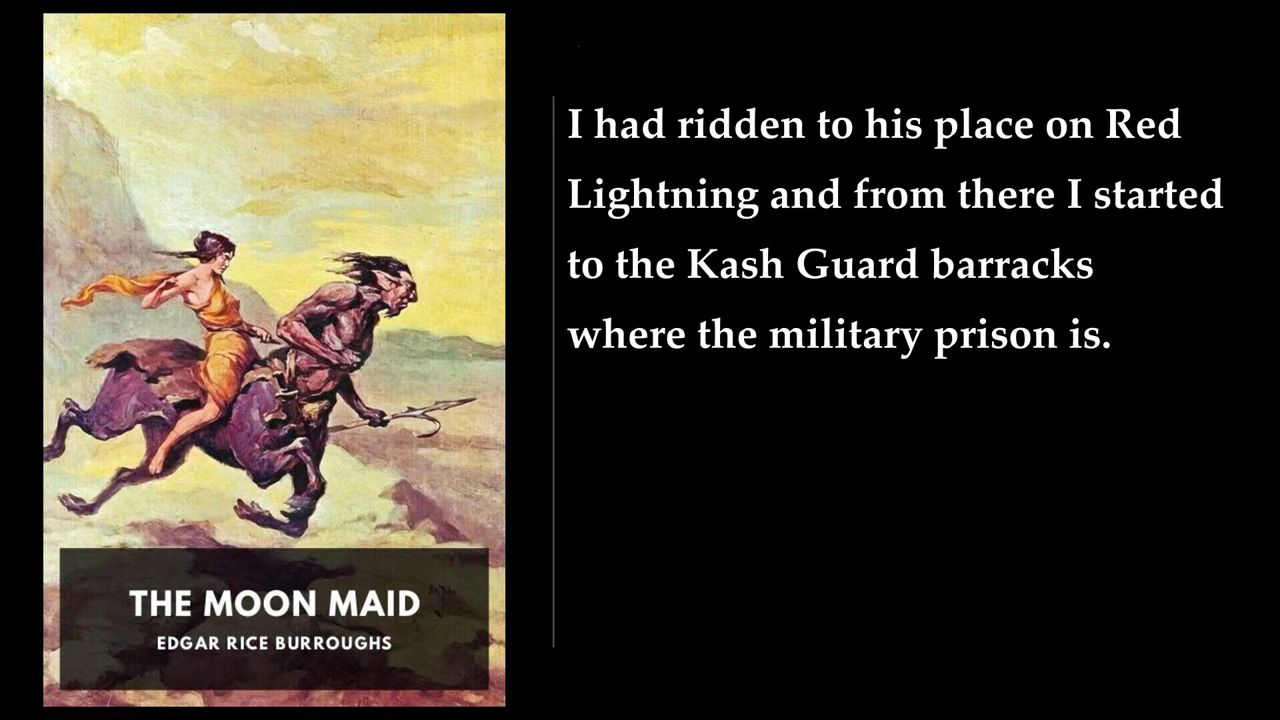 I had ridden to his place on Red
Lightning and from there I started
to the Kash Guard barracks
where the military prison is.
THE MOON MAID
EDGAR RICE BURROUGHS